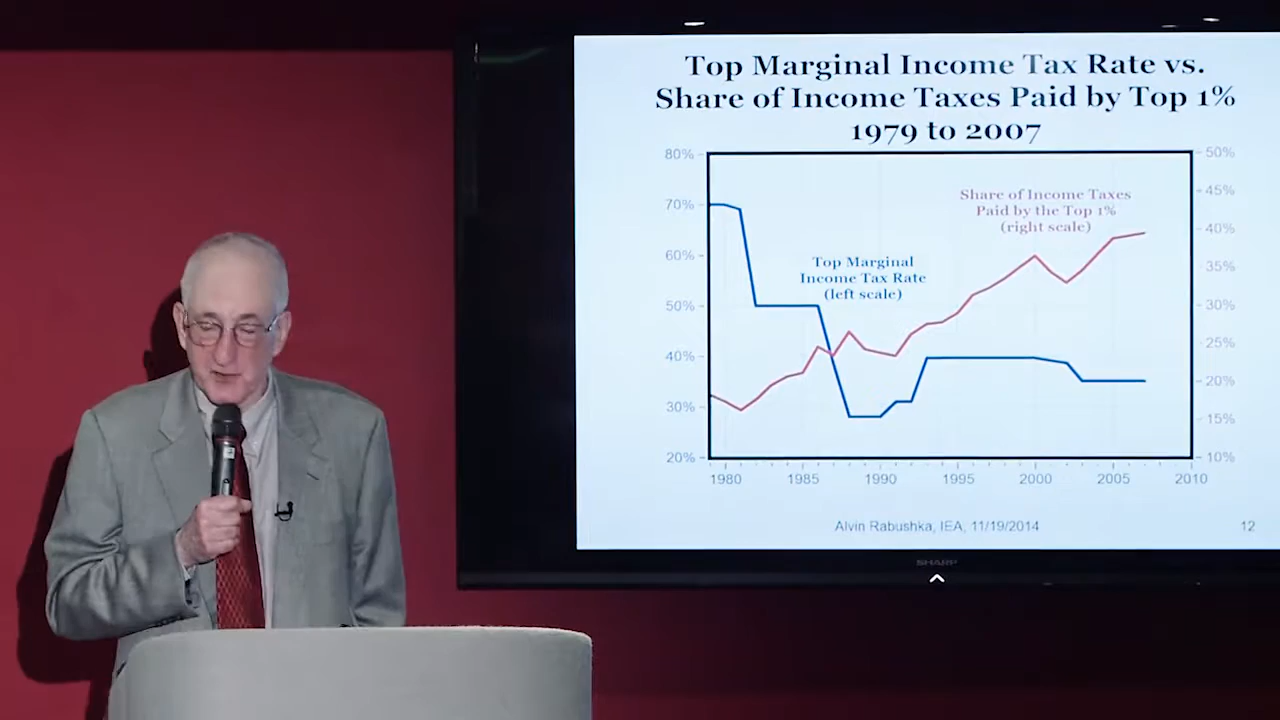 Top Marginal Income Tax Rate vs.
Share of Income Taxes Paid by Top 1%
1979 to 2007
80%
70%
60%
50%
40%
30%
20%
50%
45%
40%
35%
30%
25%
20%
15%
10%
Share of Income Taxes
Paid by the Top 1%
(right scale)
Top Marginal
Income Tax Rate
(left scale)
1980 1985 1990 1995 2000 2005 2010
Alvin Rabushka, IEA, 11/19/2014 12
SHARP